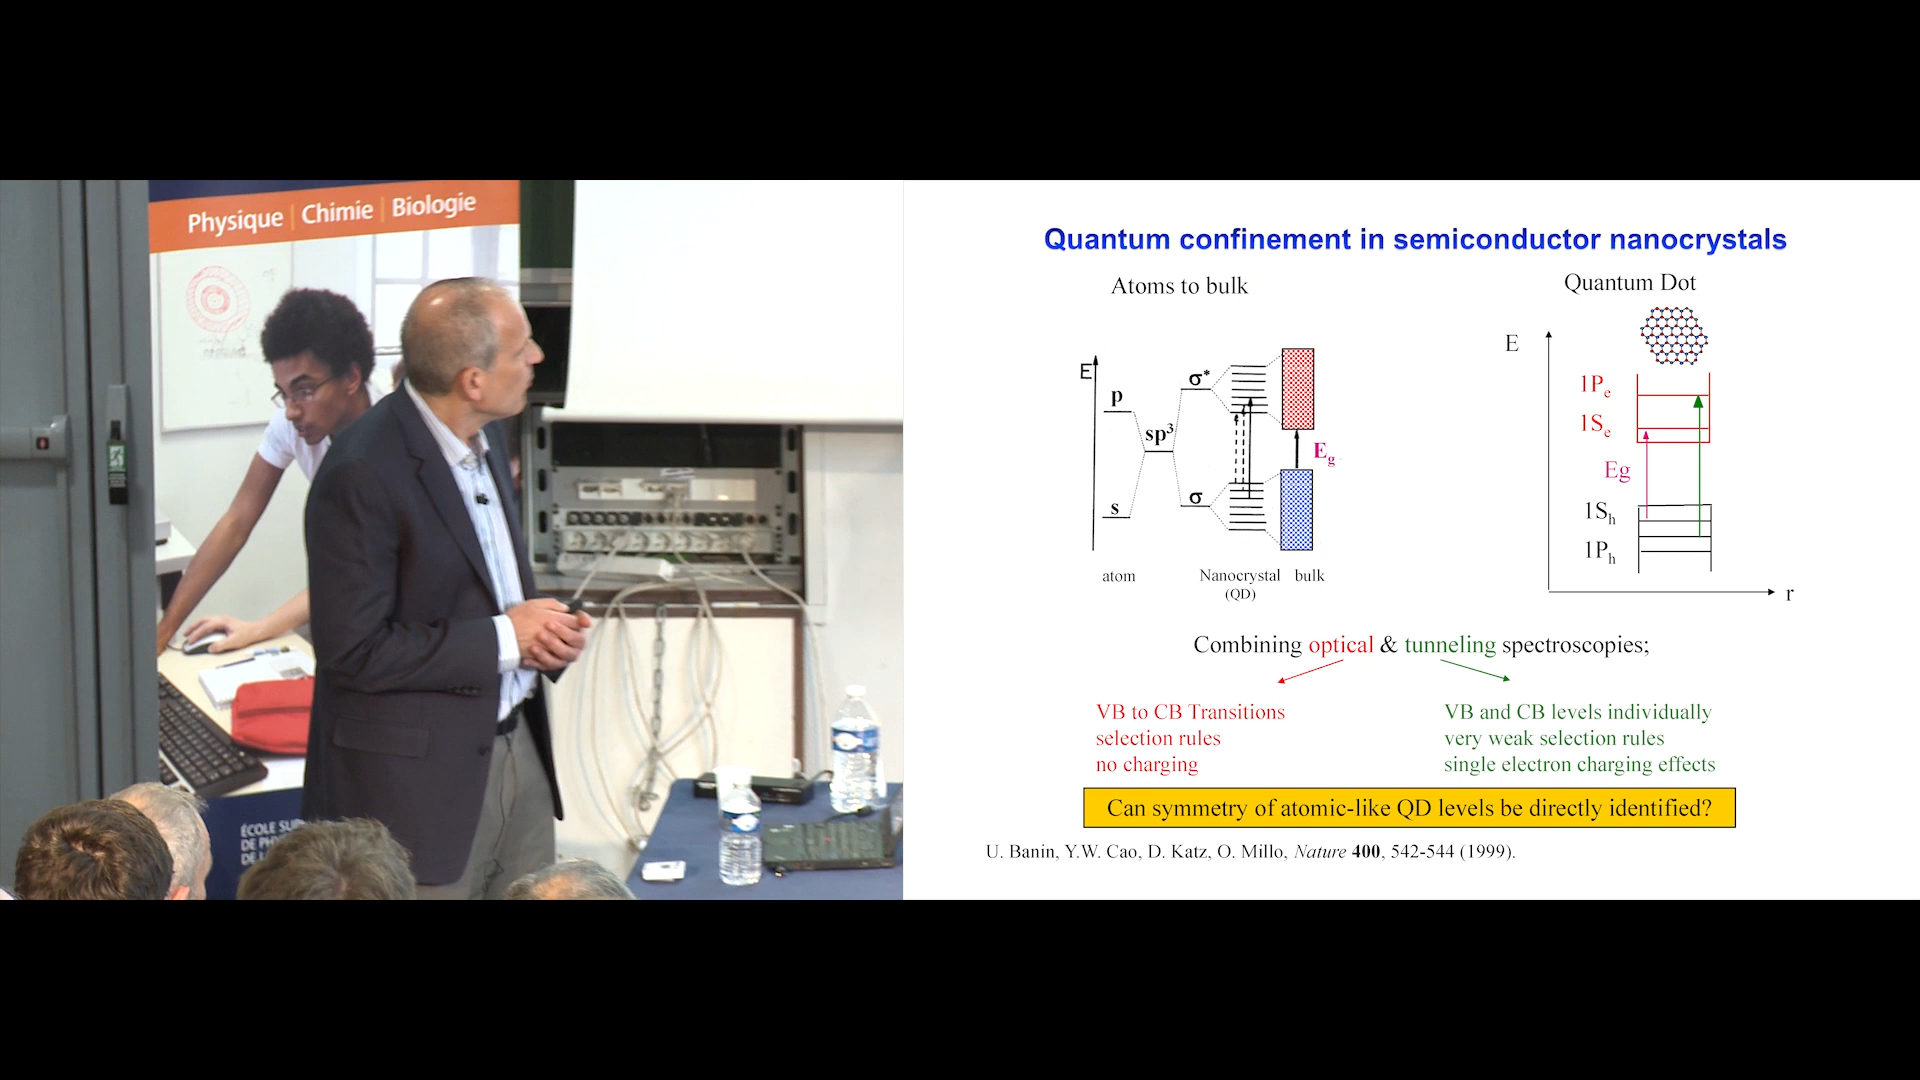 Physique | Chimie | Biologie
ÉCOLE SUP
DE PH
DE L
Quantum confinement in semiconductor nanocrystals
Atoms to bulk
E
p
s
sp³
σ*
σ
Eg
atom
Nanocrystal
(QD)
bulk
Quantum Dot
E
1Pe
1Se
Eg
1Sh
1Ph
r
Combining optical & tunneling spectroscopies;
VB to CB Transitions
selection rules
no charging
VB and CB levels individually
very weak selection rules
single electron charging effects
Can symmetry of atomic-like QD levels be directly identified?
U. Banin, Y.W. Cao, D. Katz, O. Millo, Nature 400, 542-544 (1999).